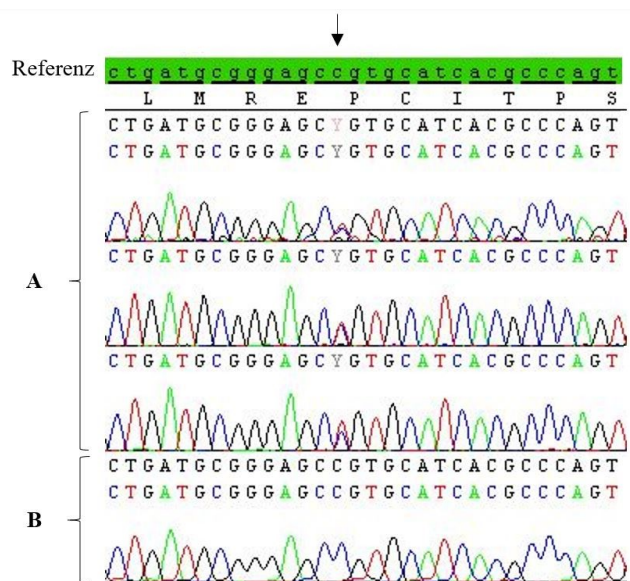 Referenz ctgatgcgggagccgtgcatcacgcccagt
L M R E P C I T P S
CTGATGCGGGAGCYGTGCATCACGCCCAGT
CTGATGCGGGAGCYGTGCATCACGCCCAGT
CTGATGCGGGAGCYGTGCATCACGCCCAGT
A
CTGATGCGGGAGCYGTGCATCACGCCCAGT
CTGATGCGGGAGCCGTGCATCACGCCCAGT
CTGATGCGGGAGCCGTGCATCACGCCCAGT
B